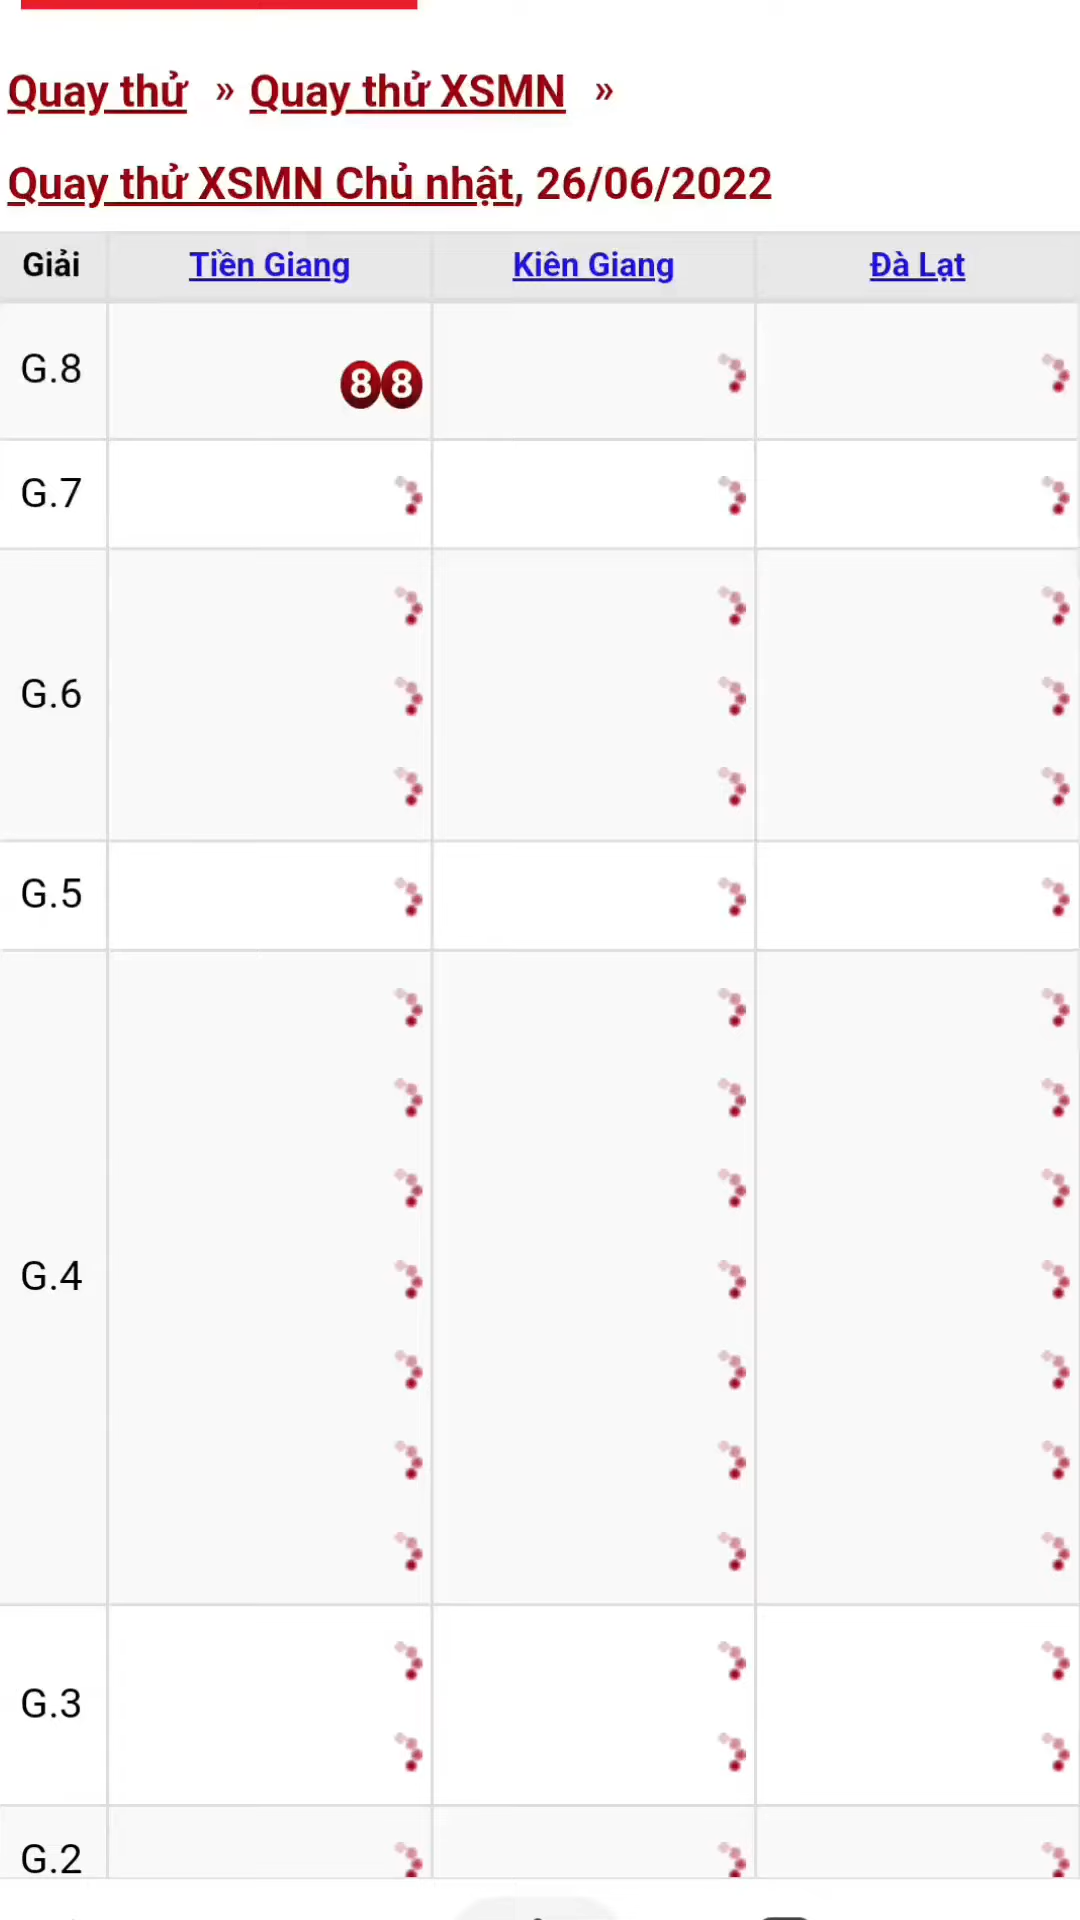 Quay thử » Quay thử XSMN »
Quay thử XSMN Chủ nhật, 26/06/2022
Giải Tiền Giang Kiên Giang Đà Lạt
G.8 88
G.7
G.6
G.5
G.4
G.3
G.2